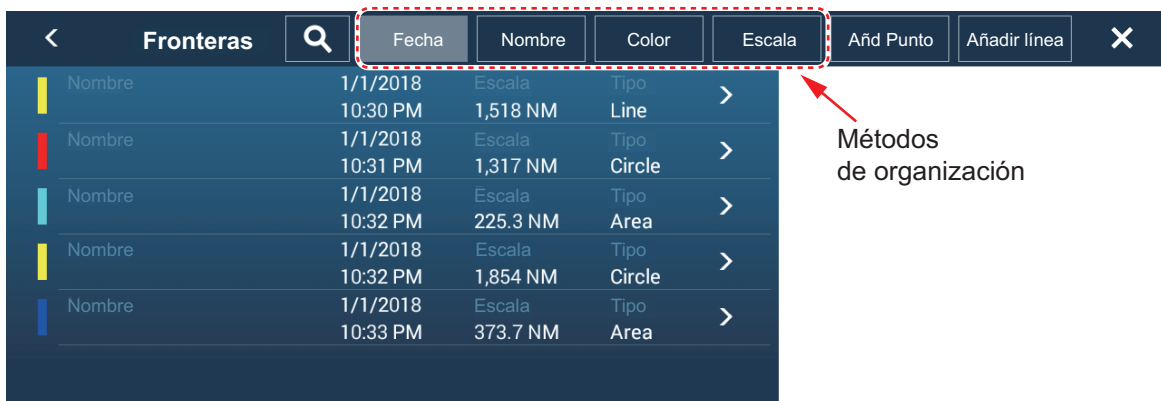 Fronteras Fecha Nombre Color Escala Añd Punto Añadir línea
Nombre 1/1/2018 Escala Tipo
10:30 PM 1,518 NM Line
Nombre 1/1/2018 Escala Tipo
10:31 PM 1,317 NM Circle
Nombre 1/1/2018 Escala Tipo
10:32 PM 225.3 NM Area
Nombre 1/1/2018 Escala Tipo
10:32 PM 1,854 NM Circle
Nombre 1/1/2018 Escala Tipo
10:33 PM 373.7 NM Area
Métodos
de organización